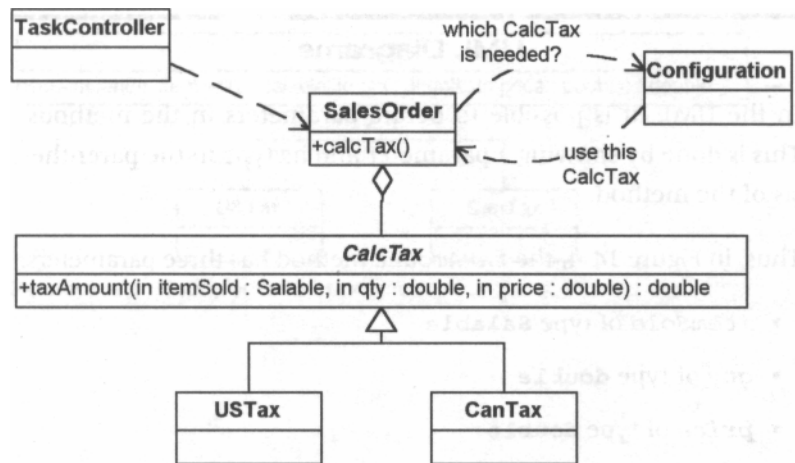 TaskController
which CalcTax
is needed?
Configuration
SalesOrder
+calcTax()
use this
CalcTax
CalcTax
+taxAmount(in itemSold : Salable, in qty : double, in price : double) : double
USTax
CanTax